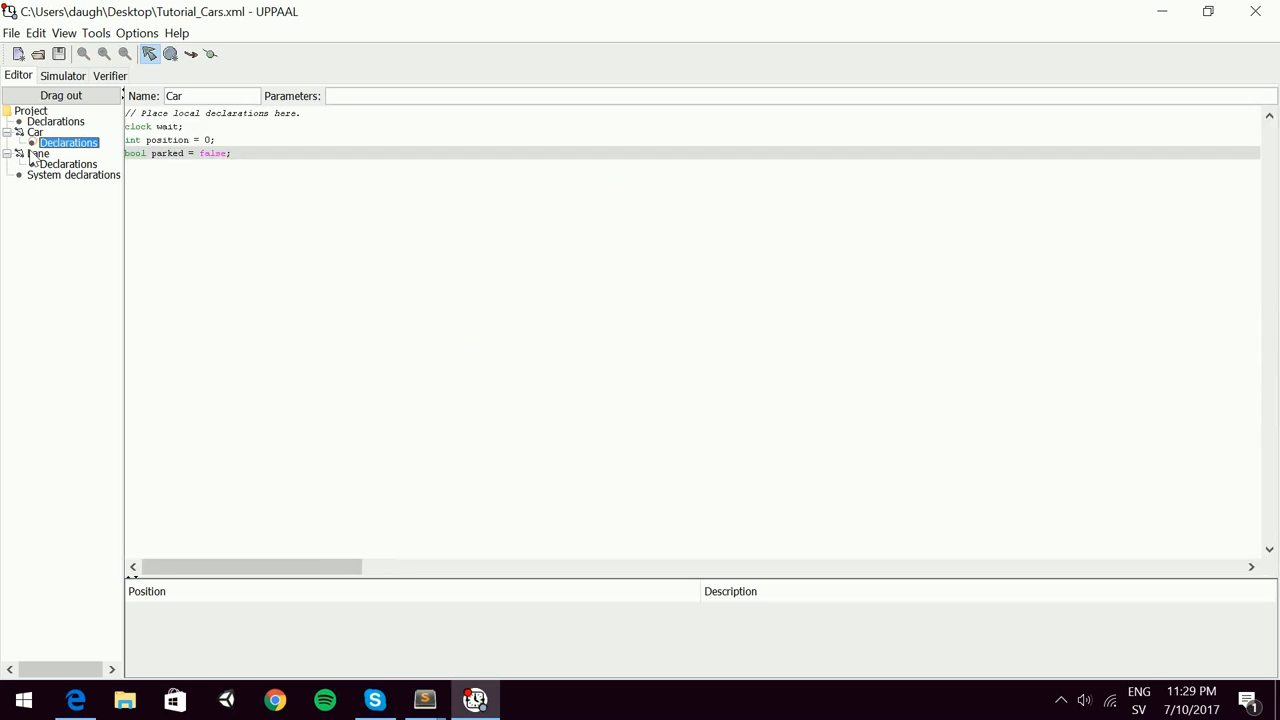 C:\Users\daugh\Desktop\Tutorial_Cars.xml - UPPAAL
File Edit View Tools Options Help
Editor Simulator Verifier
Drag out
Name: Car Parameters:
Project
Declarations
Car
Declarations
Declarations
System declarations
// Place local declarations here.
clock wait;
int position = 0;
bool parked = false;
Position Description
ENG
SV
11:29 PM
7/10/2017
1